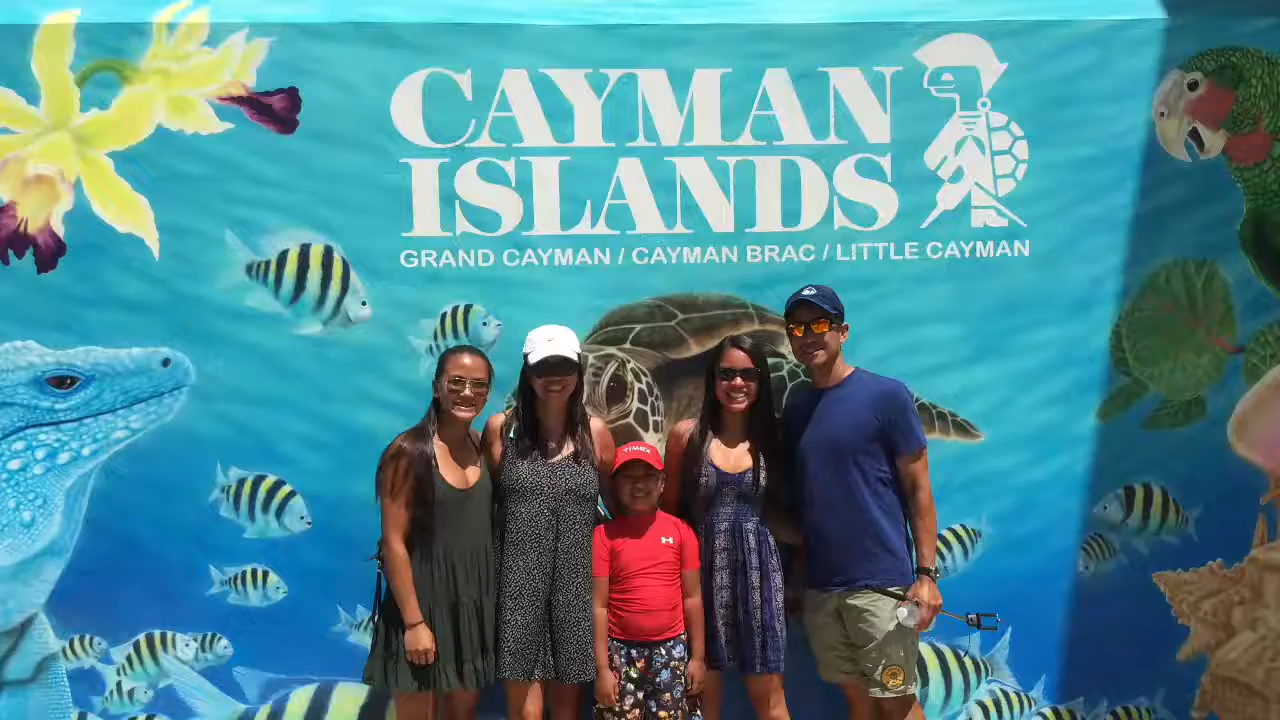 CAYMAN
ISLANDS
GRAND CAYMAN / CAYMAN BRAC / LITTLE CAYMAN
TIMEX